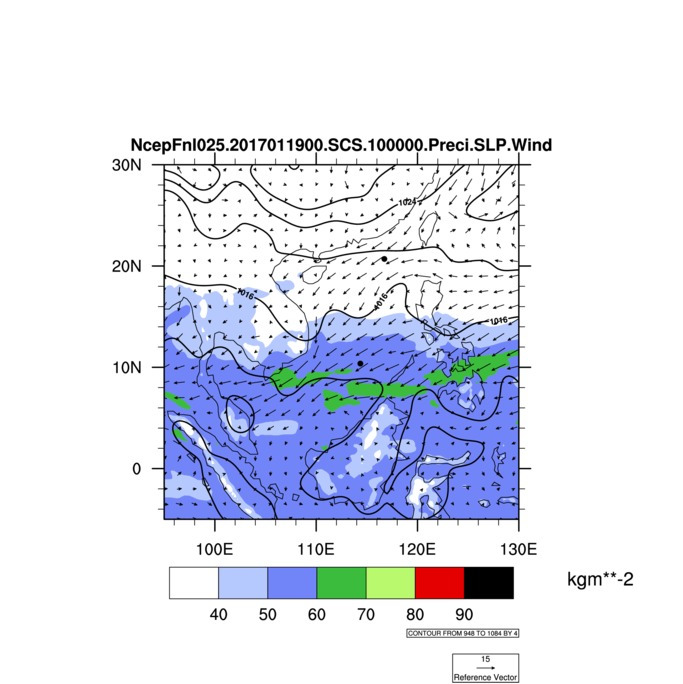 NcepFnl025.2017011900.SCS.100000.Preci.SLP.Wind
30N
1024
20N
1016
1016
1016
10N
0
100E
110E
120E
130E
kgm**-2
40
50
60
70
80
90
CONTOUR FROM 948 TO 1084 BY 4
15
Reference Vector